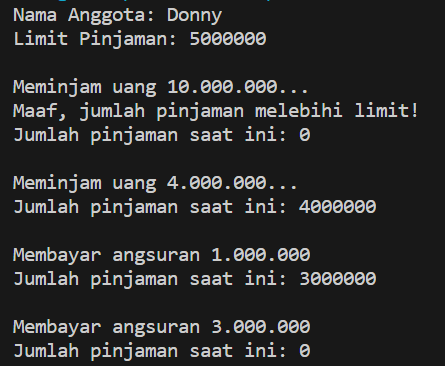 Nama Anggota: Donny
Limit Pinjaman: 5000000
Meminjam uang 10.000.000...
Maaf, jumlah pinjaman melebihi limit!
Jumlah pinjaman saat ini: 0
Meminjam uang 4.000.000...
Jumlah pinjaman saat ini: 4000000
Membayar angsuran 1.000.000
Jumlah pinjaman saat ini: 3000000
Membayar angsuran 3.000.000
Jumlah pinjaman saat ini: 0